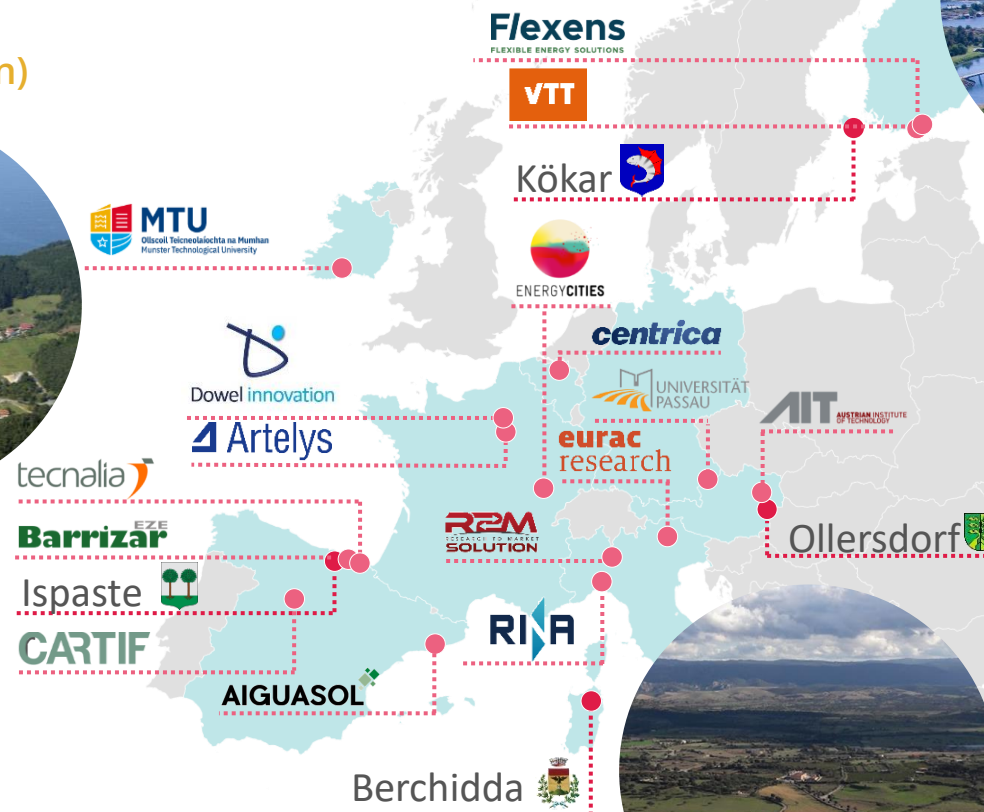 n)
Flexens
FLEXIBLE ENERGY SOLUTIONS
VTT
Kökar
MTU
Ollscoil Teicneolaíochta na Mumhan
Munster Technological University
ENERGYCITIES
centrica
Dowel innovation
UNIVERSITÄT
PASSAU
AIT
AUSTRIAN INSTITUTE
OF TECHNOLOGY
Artelys
eurac
research
tecnalia
EZE
Barrizar
R2M
RESEARCH TO MARKET
SOLUTION
Ollersdorf
Ispaste
RINA
CARTIF
AIGUASOL
Berchidda